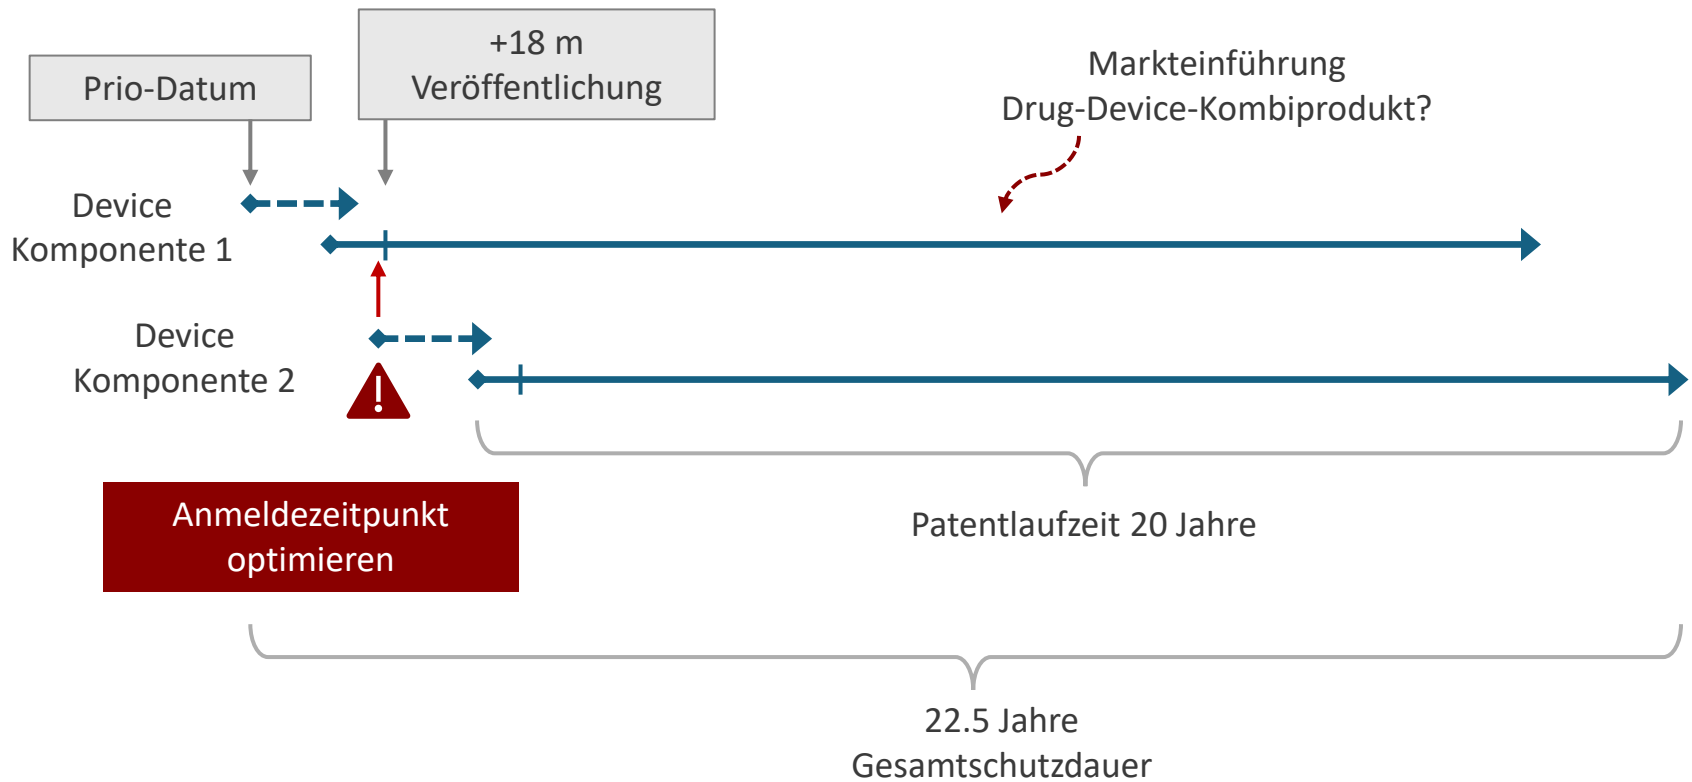 Prio-Datum
+18 m
Veröffentlichung
Markteinführung
Drug-Device-Kombiprodukt?
Device
Komponente 1
Device
Komponente 2
!
Anmeldezeitpunkt
optimieren
Patentlaufzeit 20 Jahre
22.5 Jahre
Gesamtschutzdauer